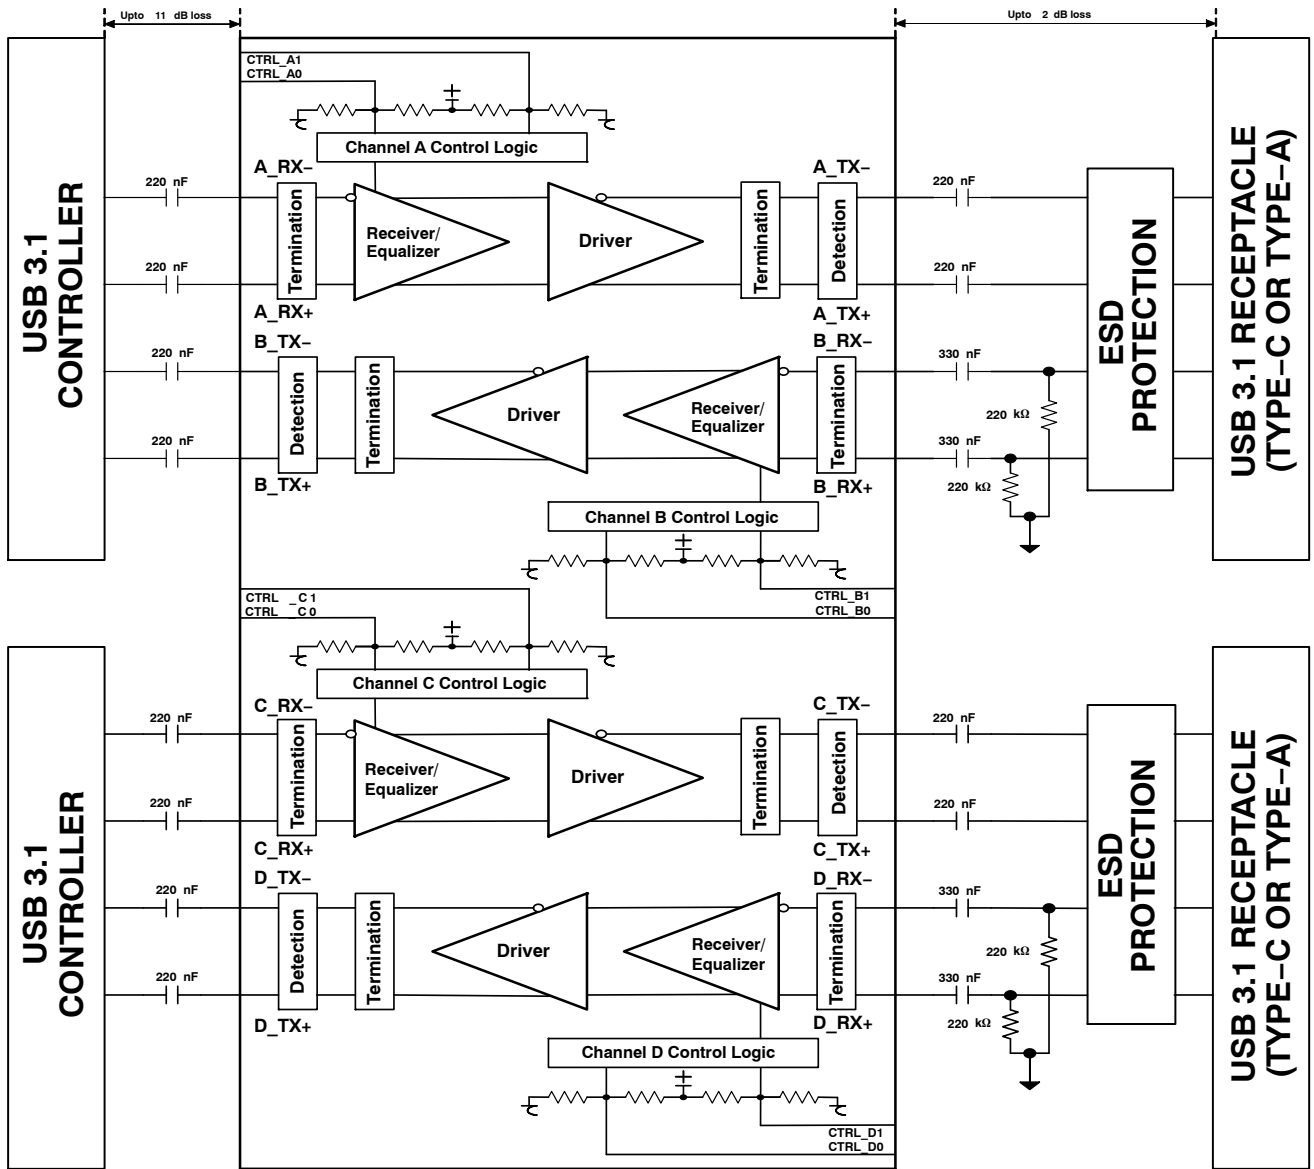 Upto 11 dB loss
Upto 2 dB loss
USB 3.1
CONTROLLER
CTRL_A1
CTRL_A0
Channel A Control Logic
A_RX−
A_TX−
220 nF
220 nF
Termination
Receiver/
Equalizer
Driver
Termination
Detection
220 nF
220 nF
A_RX+
A_TX+
B_TX−
B_RX−
220 nF
330 nF
Detection
Termination
Driver
Receiver/
Equalizer
Termination
220 kΩ
220 nF
330 nF
220 kΩ
B_TX+
B_RX+
Channel B Control Logic
CTRL_B1
CTRL_B0
ESD
PROTECTION
USB 3.1 RECEPTACLE
(TYPE−C OR TYPE−A)
USB 3.1
CONTROLLER
CTRL _C 1
CTRL _C 0
Channel C Control Logic
C_RX−
C_TX−
220 nF
220 nF
Termination
Receiver/
Equalizer
Driver
Termination
Detection
220 nF
220 nF
C_RX+
C_TX+
D_TX−
D_RX−
220 nF
330 nF
Detection
Termination
Driver
Receiver/
Equalizer
Termination
220 kΩ
220 nF
330 nF
220 kΩ
D_TX+
D_RX+
Channel D Control Logic
CTRL_D1
CTRL_D0
ESD
PROTECTION
USB 3.1 RECEPTACLE
(TYPE−C OR TYPE−A)